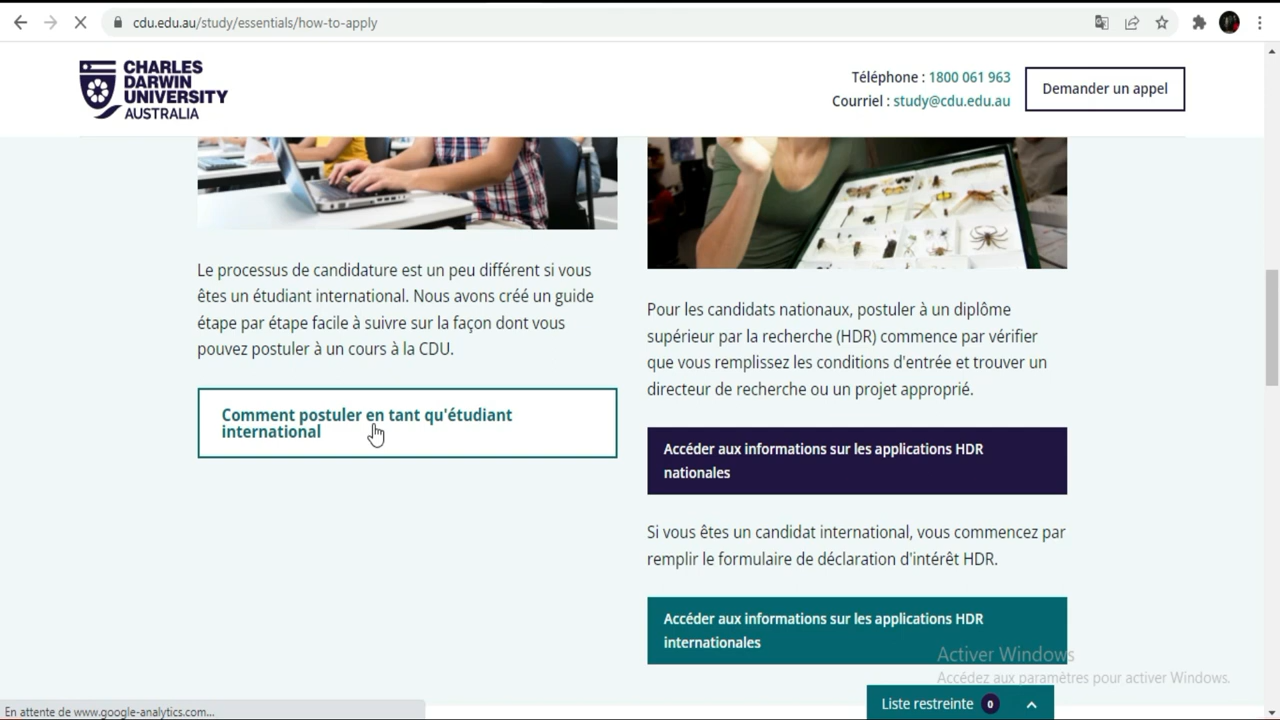 cdu.edu.au/study/essentials/how-to-apply
CHARLES
DARWIN
UNIVERSITY
AUSTRALIA
Téléphone : 1800 061 963
Courriel : study@cdu.edu.au
Demander un appel
Le processus de candidature est un peu différent si vous
êtes un étudiant international. Nous avons créé un guide
étape par étape facile à suivre sur la façon dont vous
pouvez postuler à un cours à la CDU.
Comment postuler en tant qu'étudiant
international
Pour les candidats nationaux, postuler à un diplôme
supérieur par la recherche (HDR) commence par vérifier
que vous remplissez les conditions d'entrée et trouver un
directeur de recherche ou un projet approprié.
Accéder aux informations sur les applications HDR
nationales
Si vous êtes un candidat international, vous commencez par
remplir le formulaire de déclaration d'intérêt HDR.
Accéder aux informations sur les applications HDR
internationales
Activer Windows
Accédez aux paramètres pour activer Windows.
Liste restreinte 0
En attente de www.google-analytics.com...